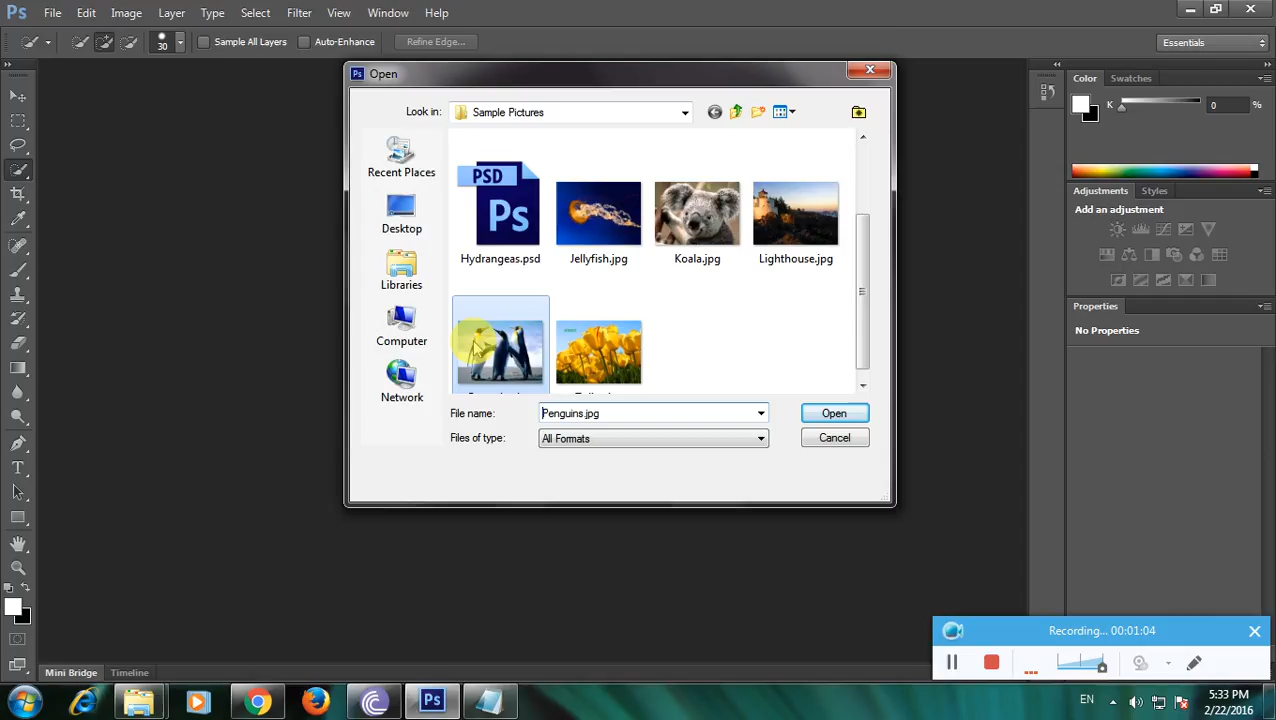 Ps File Edit Image Layer Type Select Filter View Window Help
30 Sample All Layers Auto-Enhance Refine Edge... Essentials
Ps Open
Look in: Sample Pictures
Recent Places
Desktop
Libraries
Computer
Network
PSD
Ps
Hydrangeas.psd Jellyfish.jpg Koala.jpg Lighthouse.jpg
File name: Penguins.jpg Open
Files of type: All Formats Cancel
Color Swatches
K 0 %
Adjustments Styles
Add an adjustment
Properties
No Properties
Mini Bridge Timeline
Recording... 00:01:04
Ps
EN
5:33 PM
2/22/2016